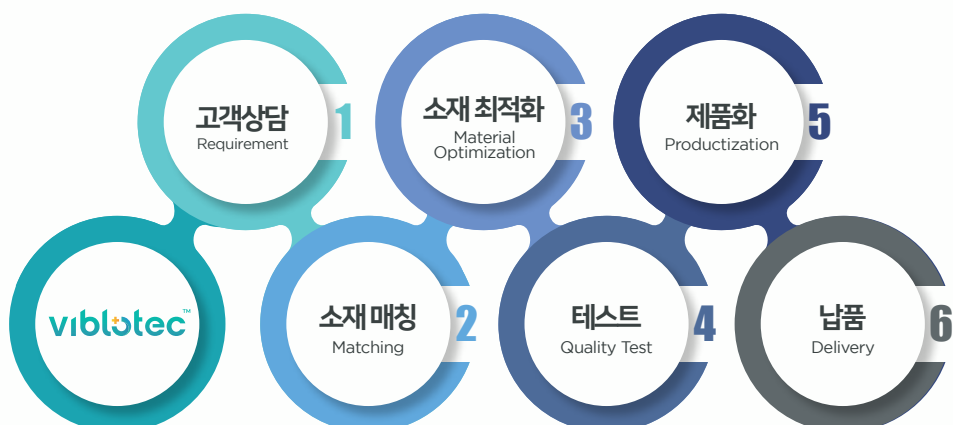 viblotec™
고객상담
Requirement
1
소재 매칭
Matching
2
소재 최적화
Material
Optimization
3
테스트
Quality Test
4
제품화
Productization
5
납품
Delivery
6